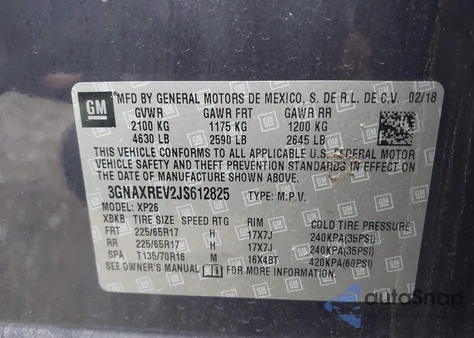 GM *MFD BY GENERAL MOTORS DE MEXICO, S. DE R.L. DE C.V. 02/18
GVWR GAWR FRT GAWR RR
2100 KG 1175 KG 1200 KG
4630 LB 2590 LB 2645 LB
THIS VEHICLE CONFORMS TO ALL APPLICABLE U.S. FEDERAL MOTOR
VEHICLE SAFETY AND THEFT PREVENTION STANDARDS IN EFFECT ON
THE DATE OF MANUFACTURE SHOWN ABOVE.
3GNAXREV2JS612825 TYPE: M.P.V.
MODEL: XP26
XBKB TIRE SIZE SPEED RTG RIM COLD TIRE PRESSURE
FRT 225/65R17 H 17X7J 240KPA(35PSI)
RR 225/65R17 H 17X7J 240KPA(35PSI)
SPA T135/70R16 M 16X4BT 420KPA(60PSI)
SEE OWNER'S MANUAL FOR MORE INFORMATION.
autoSnap